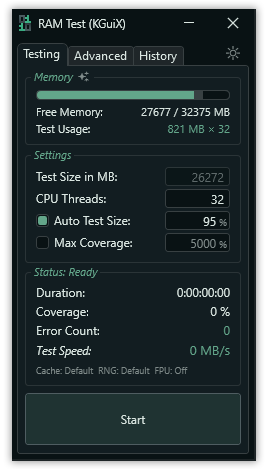 RAM Test (KGuiX)
Testing Advanced History
Memory
Free Memory: 27677 / 32375 MB
Test Usage: 821 MB × 32
Settings
Test Size in MB: 26272
CPU Threads: 32
Auto Test Size: 95 %
Max Coverage: 5000 %
Status: Ready
Duration: 0:00:00:00
Coverage: 0 %
Error Count: 0
Test Speed: 0 MB/s
Cache: Default RNG: Default FPU: Off
Start